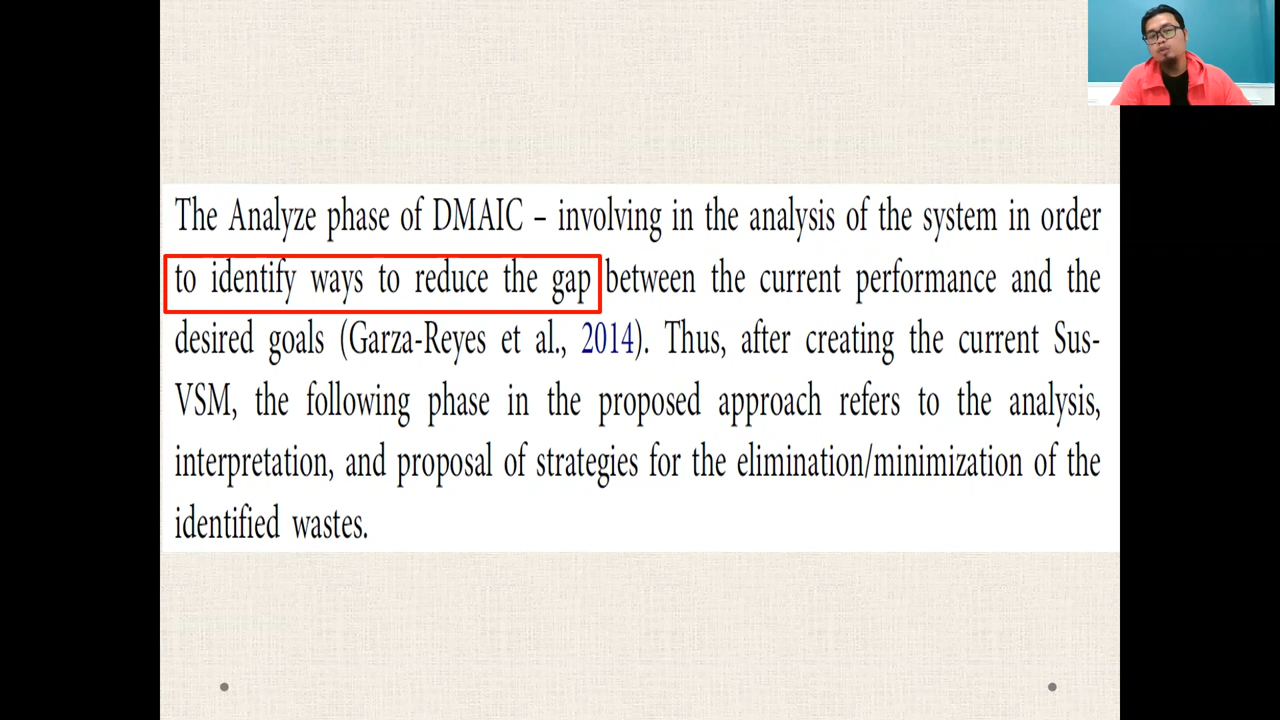 The Analyze phase of DMAIC – involving in the analysis of the system in order
to identify ways to reduce the gap between the current performance and the
desired goals (Garza-Reyes et al., 2014). Thus, after creating the current Sus-
VSM, the following phase in the proposed approach refers to the analysis,
interpretation, and proposal of strategies for the elimination/minimization of the
identified wastes.